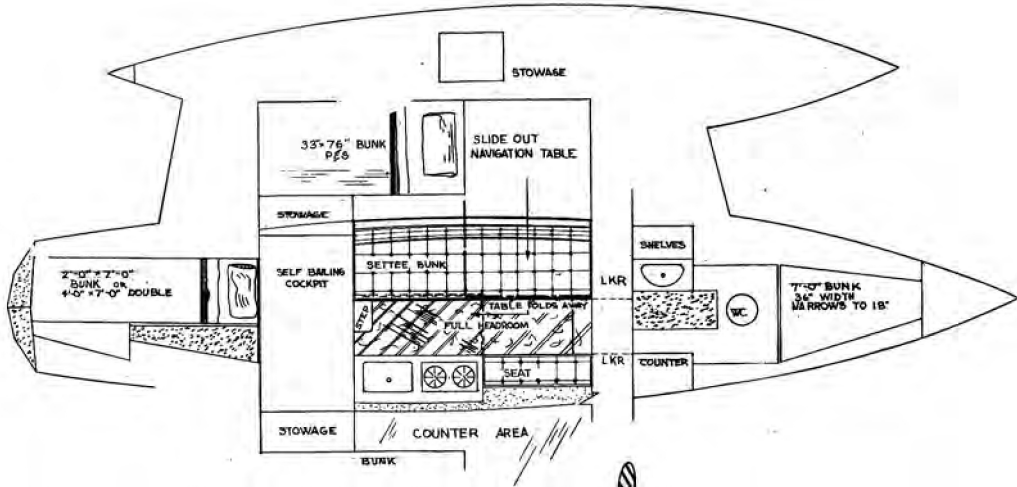 STOWAGE
33"×76" BUNK
P&S
SLIDE OUT
NAVIGATION TABLE
STOWAGE
SHELVES
2'-0" × 7'-0"
BUNK OR
4'-0" × 7'-0" DOUBLE
SELF BAILING
COCKPIT
SETTEE, BUNK
LKR
7'-0" BUNK
36" WIDTH
NARROWS TO 18"
STEP
TABLE FOLDS AWAY
FULL HEADROOM
WC
SEAT
LKR
COUNTER
STOWAGE
COUNTER AREA
BUNK